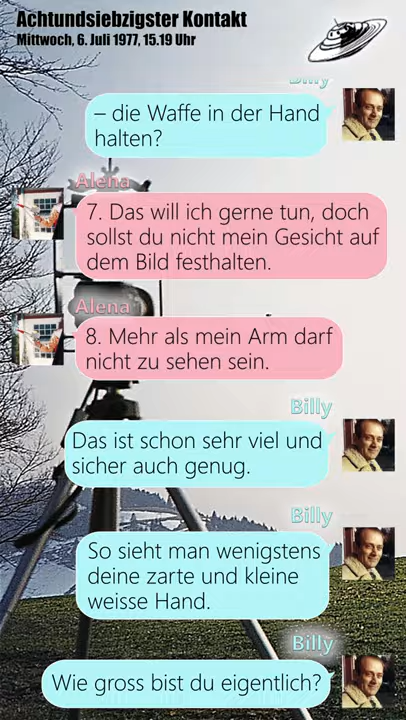 Achtundsiebzigster Kontakt
Mittwoch, 6. Juli 1977, 15.19 Uhr
Billy
– die Waffe in der Hand
halten?
Alena
7. Das will ich gerne tun, doch
sollst du nicht mein Gesicht auf
dem Bild festhalten.
Alena
8. Mehr als mein Arm darf
nicht zu sehen sein.
Billy
Das ist schon sehr viel und
sicher auch genug.
Billy
So sieht man wenigstens
deine zarte und kleine
weisse Hand.
Billy
Wie gross bist du eigentlich?